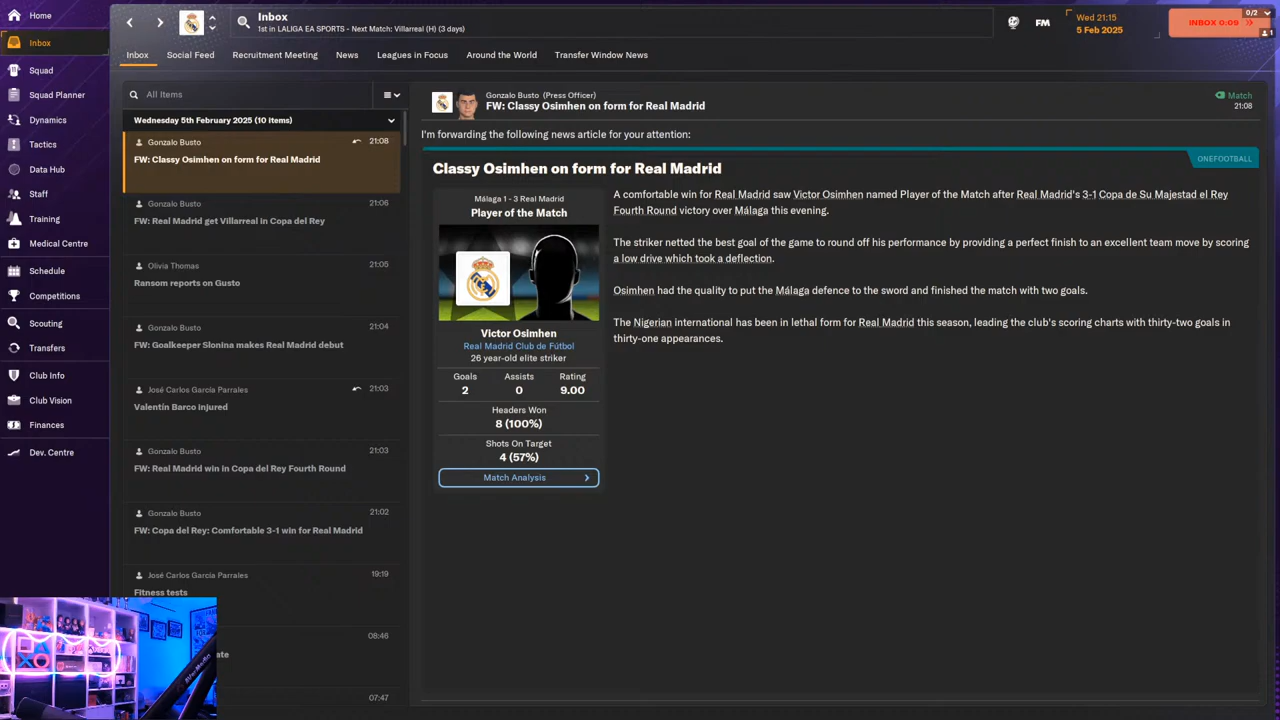 Home
Inbox
Squad
Squad Planner
Dynamics
Tactics
Data Hub
Staff
Training
Medical Centre
Schedule
Competitions
Scouting
Transfers
Club Info
Club Vision
Finances
Dev. Centre
Inbox
1st in LALIGA EA SPORTS - Next Match: Villarreal (H) (3 days)
FM
Wed 21:15
5 Feb 2025
INBOX 0:09
0/2
1
Inbox
Social Feed
Recruitment Meeting
News
Leagues in Focus
Around the World
Transfer Window News
All Items
Wednesday 5th February 2025 (10 items)
Gonzalo Busto 21:08
FW: Classy Osimhen on form for Real Madrid
Gonzalo Busto 21:06
FW: Real Madrid get Villarreal in Copa del Rey
Olivia Thomas 21:05
Ransom reports on Gusto
Gonzalo Busto 21:04
FW: Goalkeeper Slonina makes Real Madrid debut
José Carlos García Parrales 21:03
Valentín Barco injured
Gonzalo Busto 21:03
FW: Real Madrid win in Copa del Rey Fourth Round
Gonzalo Busto 21:02
FW: Copa del Rey: Comfortable 3-1 win for Real Madrid
José Carlos García Parrales 19:19
Fitness tests
08:46
07:47
Gonzalo Busto (Press Officer)
FW: Classy Osimhen on form for Real Madrid
Match
21:08
I'm forwarding the following news article for your attention:
ONEFOOTBALL
Classy Osimhen on form for Real Madrid
Málaga 1 - 3 Real Madrid
Player of the Match
Victor Osimhen
Real Madrid Club de Fútbol
26 year-old elite striker
Goals Assists Rating
2 0 9.00
Headers Won
8 (100%)
Shots On Target
4 (57%)
Match Analysis
A comfortable win for Real Madrid saw Victor Osimhen named Player of the Match after Real Madrid's 3-1 Copa de Su Majestad el Rey
Fourth Round victory over Málaga this evening.
The striker netted the best goal of the game to round off his performance by providing a perfect finish to an excellent team move by scoring
a low drive which took a deflection.
Osimhen had the quality to put the Málaga defence to the sword and finished the match with two goals.
The Nigerian international has been in lethal form for Real Madrid this season, leading the club's scoring charts with thirty-two goals in
thirty-one appearances.